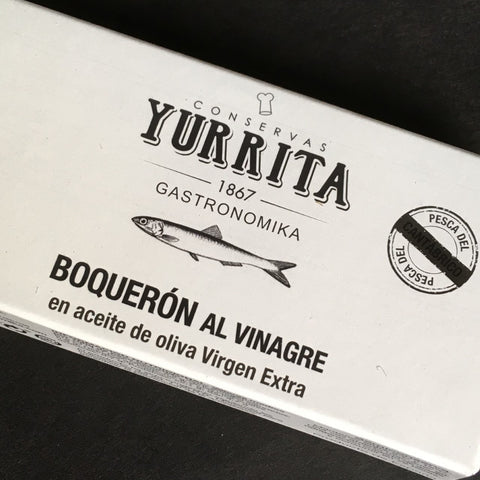 CONSERVAS
YURRITA
1867
GASTRONOMIKA
PESCA DEL
CANTÁBRICO
PESCA DEL
BOQUERÓN AL VINAGRE
en aceite de oliva Virgen Extra